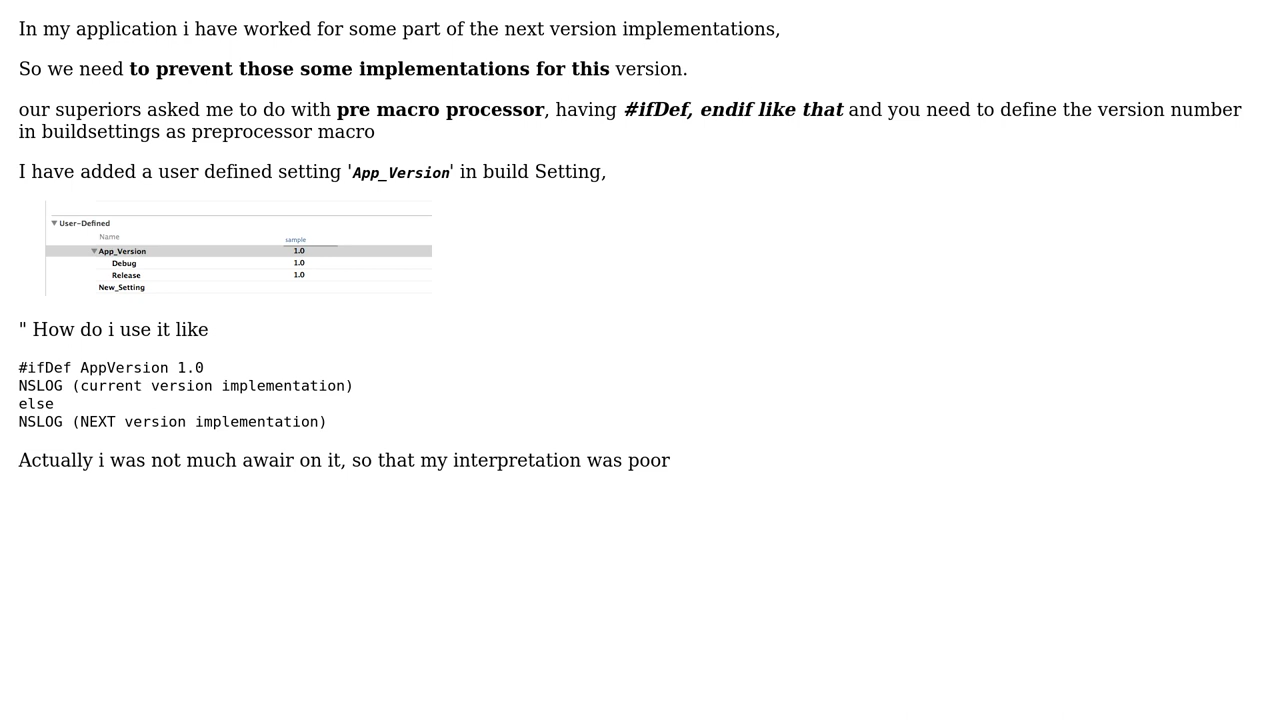 In my application i have worked for some part of the next version implementations,
So we need to prevent those some implementations for this version.
our superiors asked me to do with pre macro processor, having #ifDef, endif like that and you need to define the version number
in buildsettings as preprocessor macro
I have added a user defined setting 'App_Version' in build Setting,
User-Defined
Name
sample
App_Version 1.0
Debug 1.0
Release 1.0
New_Setting
" How do i use it like
#ifDef AppVersion 1.0
NSLOG (current version implementation)
else
NSLOG (NEXT version implementation)
Actually i was not much awair on it, so that my interpretation was poor